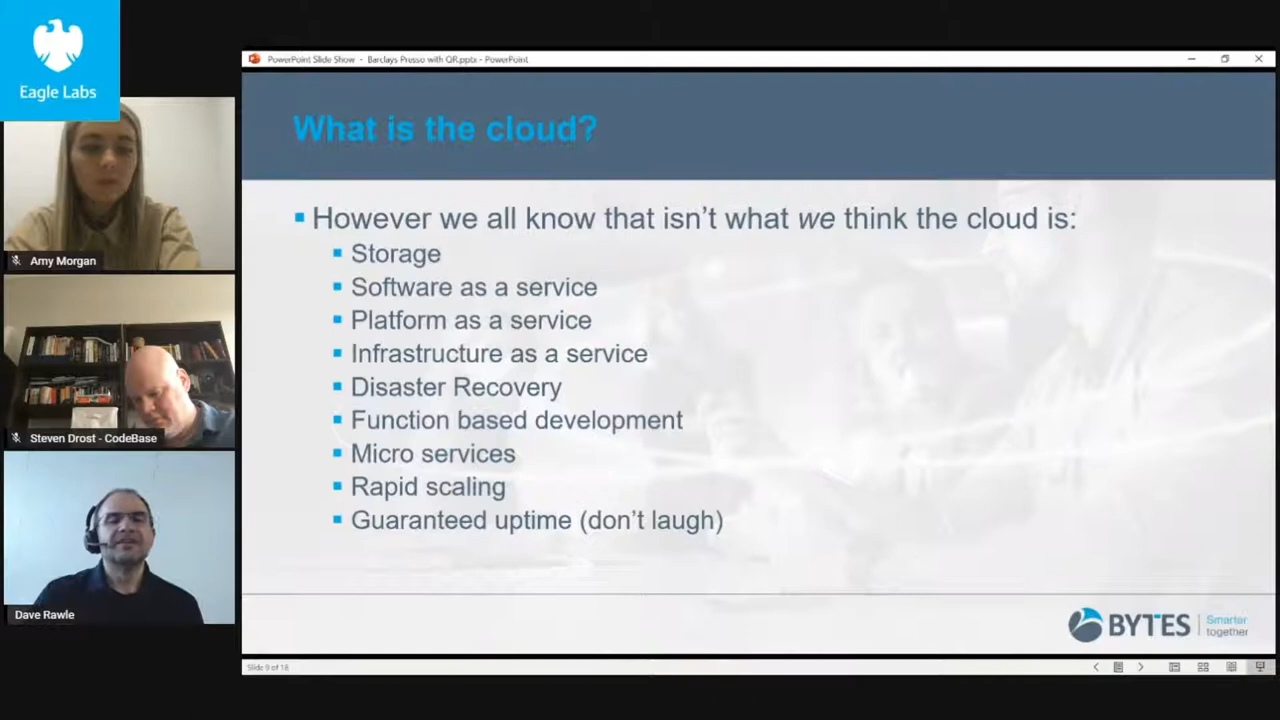 Eagle Labs
Amy Morgan
Steven Drost - CodeBase
Dave Rawle
PowerPoint Slide Show - Barclays Presso with QR.pptx - PowerPoint
What is the cloud?
However we all know that isn't what we think the cloud is:
Storage
Software as a service
Platform as a service
Infrastructure as a service
Disaster Recovery
Function based development
Micro services
Rapid scaling
Guaranteed uptime (don't laugh)
BYTES
Smarter
together
Slide 9 of 18